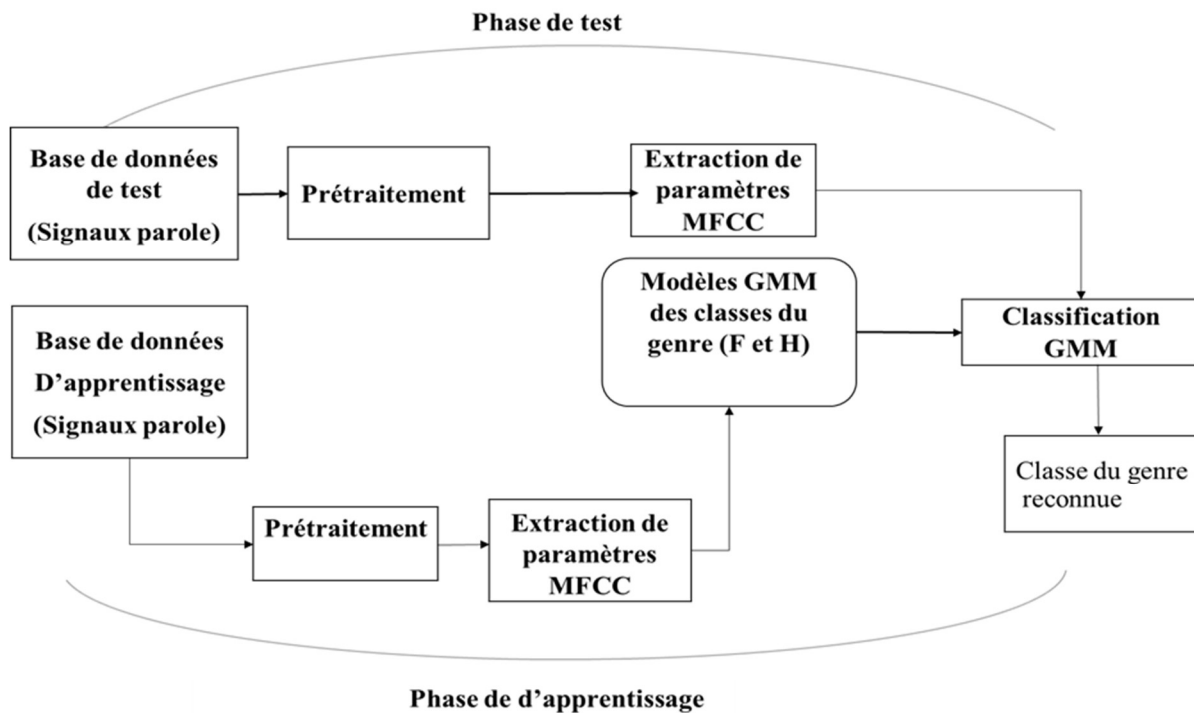 Phase de test
Base de données
de test
(Signaux parole)
Prétraitement
Extraction de
paramètres
MFCC
Modèles GMM
des classes du
genre (F et H)
Classification
GMM
Classe du genre
reconnue
Base de données
D’apprentissage
(Signaux parole)
Prétraitement
Extraction de
paramètres
MFCC
Phase de d’apprentissage